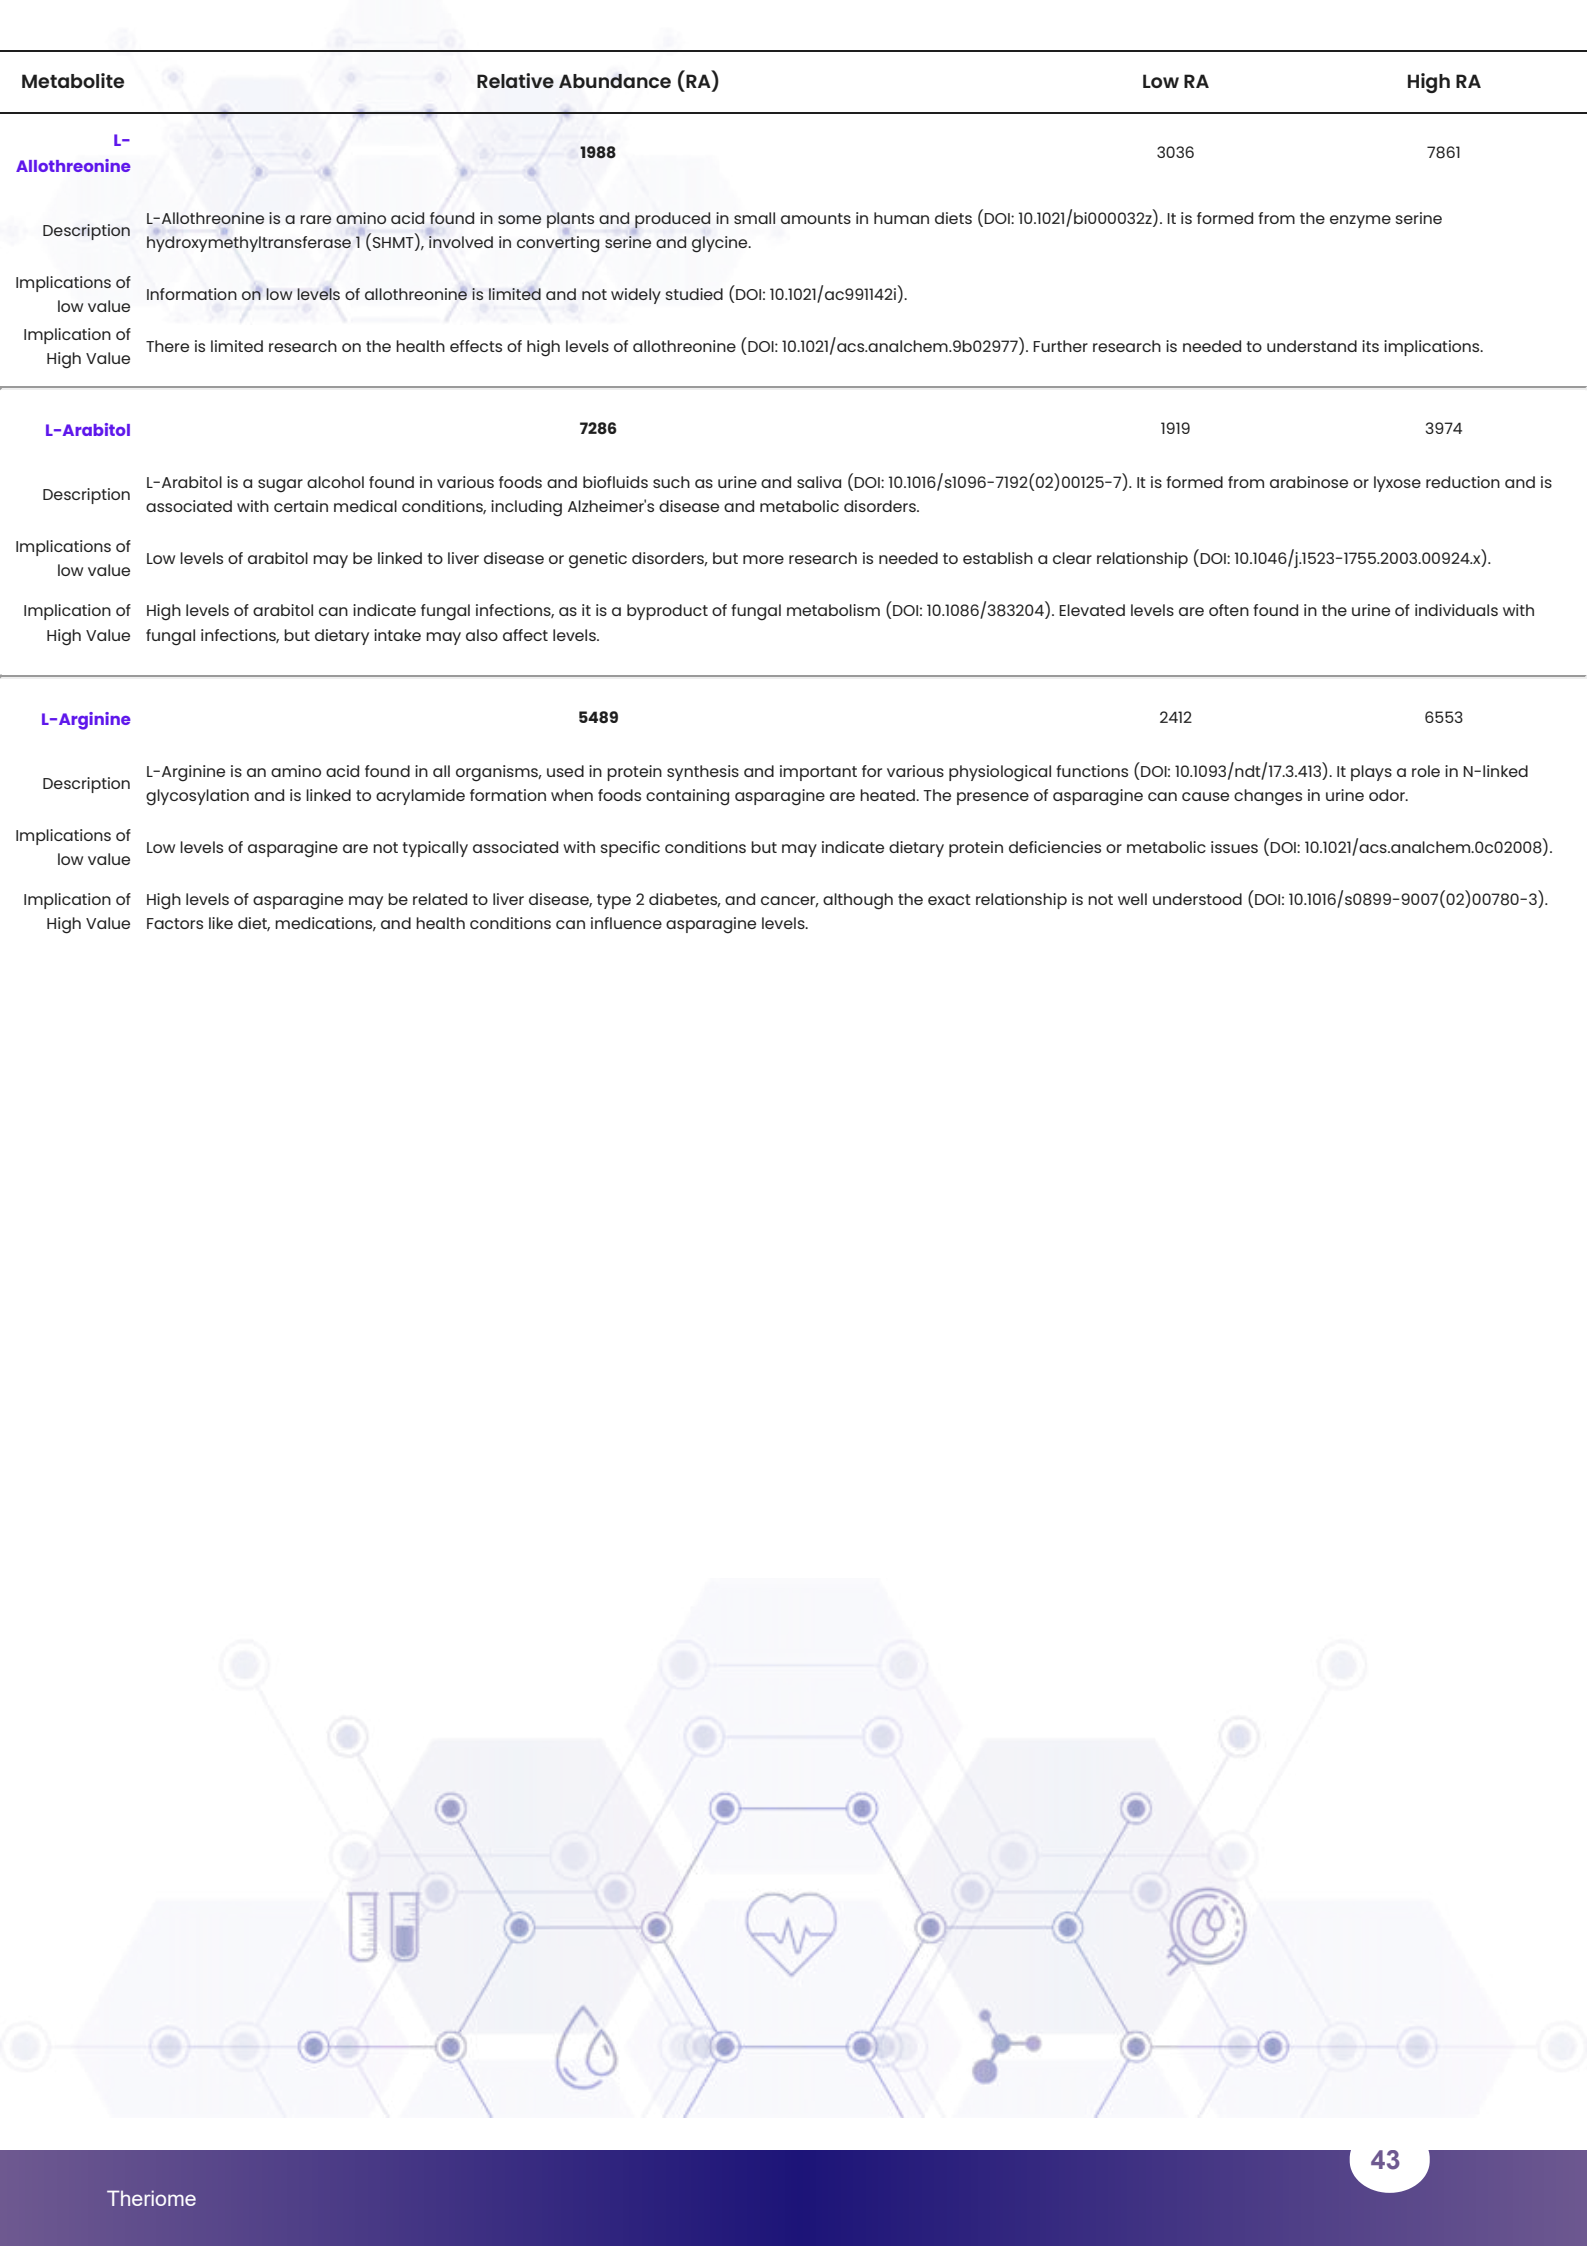 Metabolite Relative Abundance (RA) Low RA High RA
L-
Allothreonine 1988 3036 7861
Description L-Allothreonine is a rare amino acid found in some plants and produced in small amounts in human diets (DOI: 10.1021/bi000032z). It is formed from the enzyme serine
hydroxymethyltransferase 1 (SHMT), involved in converting serine and glycine.
Implications of
low value Information on low levels of allothreonine is limited and not widely studied (DOI: 10.1021/ac991142i).
Implication of
High Value There is limited research on the health effects of high levels of allothreonine (DOI: 10.1021/acs.analchem.9b02977). Further research is needed to understand its implications.
L-Arabitol 7286 1919 3974
Description L-Arabitol is a sugar alcohol found in various foods and biofluids such as urine and saliva (DOI: 10.1016/s1096-7192(02)00125-7). It is formed from arabinose or lyxose reduction and is
associated with certain medical conditions, including Alzheimer's disease and metabolic disorders.
Implications of
low value Low levels of arabitol may be linked to liver disease or genetic disorders, but more research is needed to establish a clear relationship (DOI: 10.1046/j.1523-1755.2003.00924.x).
Implication of High levels of arabitol can indicate fungal infections, as it is a byproduct of fungal metabolism (DOI: 10.1086/383204). Elevated levels are often found in the urine of individuals with
High Value fungal infections, but dietary intake may also affect levels.
L-Arginine 5489 2412 6553
Description L-Arginine is an amino acid found in all organisms, used in protein synthesis and important for various physiological functions (DOI: 10.1093/ndt/17.3.413). It plays a role in N-linked
glycosylation and is linked to acrylamide formation when foods containing asparagine are heated. The presence of asparagine can cause changes in urine odor.
Implications of
low value Low levels of asparagine are not typically associated with specific conditions but may indicate dietary protein deficiencies or metabolic issues (DOI: 10.1021/acs.analchem.0c02008).
Implication of High levels of asparagine may be related to liver disease, type 2 diabetes, and cancer, although the exact relationship is not well understood (DOI: 10.1016/s0899-9007(02)00780-3).
High Value Factors like diet, medications, and health conditions can influence asparagine levels.
43
Theriome